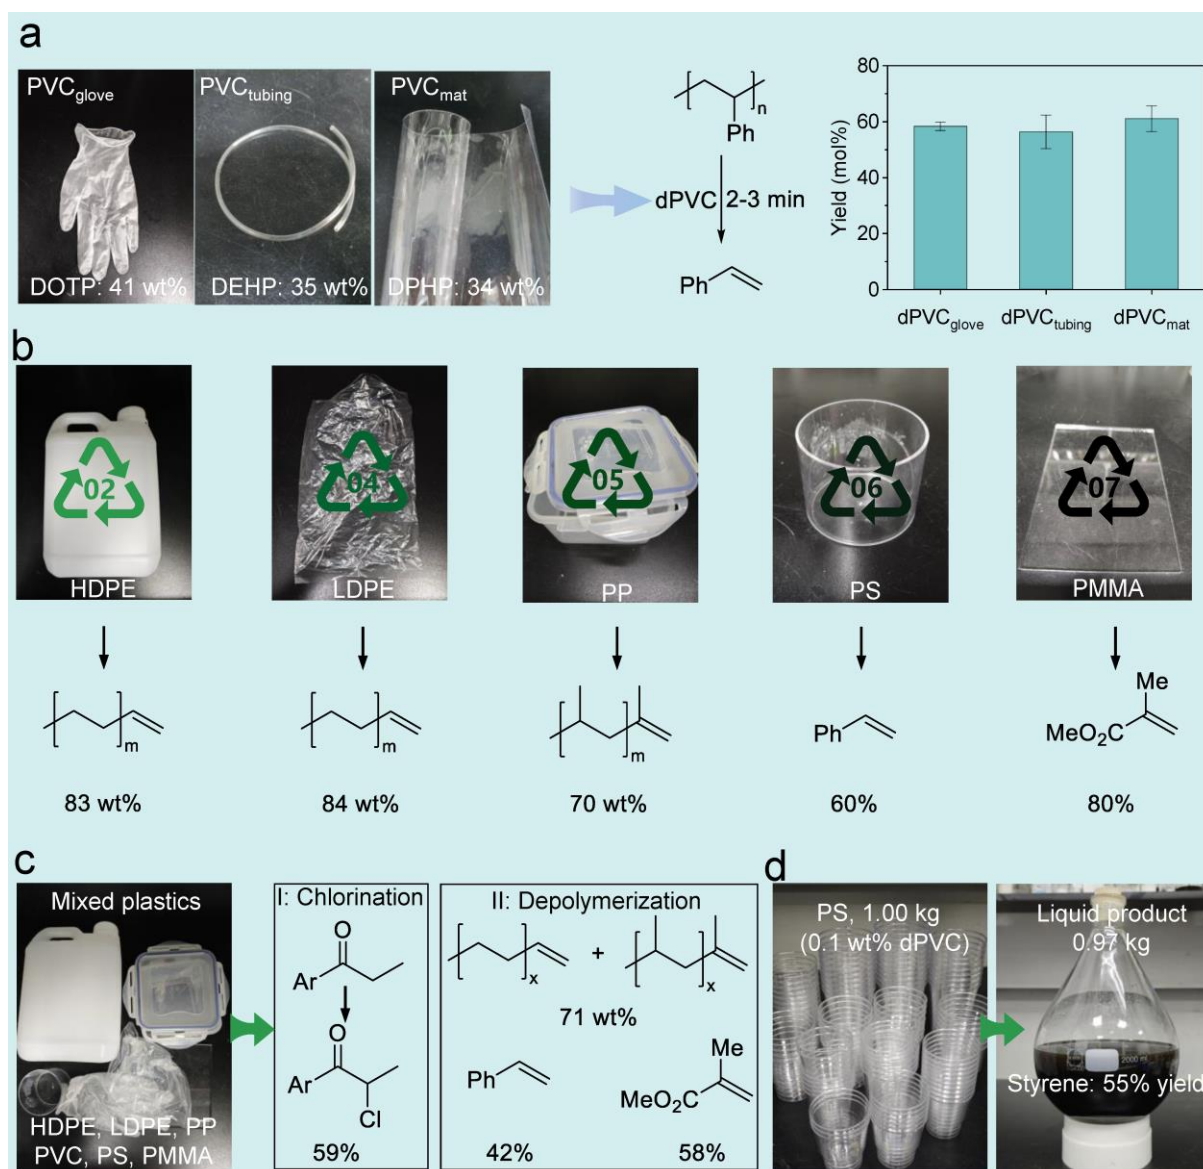 a
PVCglove
PVCtubing
PVCmat
DOTP: 41 wt%
DEHP: 35 wt%
DPHP: 34 wt%
n
Ph
dPVC
2-3 min
Ph
Yield (mol%)
80
60
40
20
0
dPVCglove
dPVCtubing
dPVCmat
b
02
HDPE
04
LDPE
05
PP
06
PS
07
PMMA
m
m
m
Ph
Me
MeO2C
83 wt%
84 wt%
70 wt%
60%
80%
c
Mixed plastics
HDPE, LDPE, PP
PVC, PS, PMMA
I: Chlorination
O
Ar
O
Ar
Cl
59%
II: Depolymerization
x
+
x
71 wt%
Ph
Me
MeO2C
42%
58%
d
PS, 1.00 kg
(0.1 wt% dPVC)
Liquid product
0.97 kg
Styrene: 55% yield